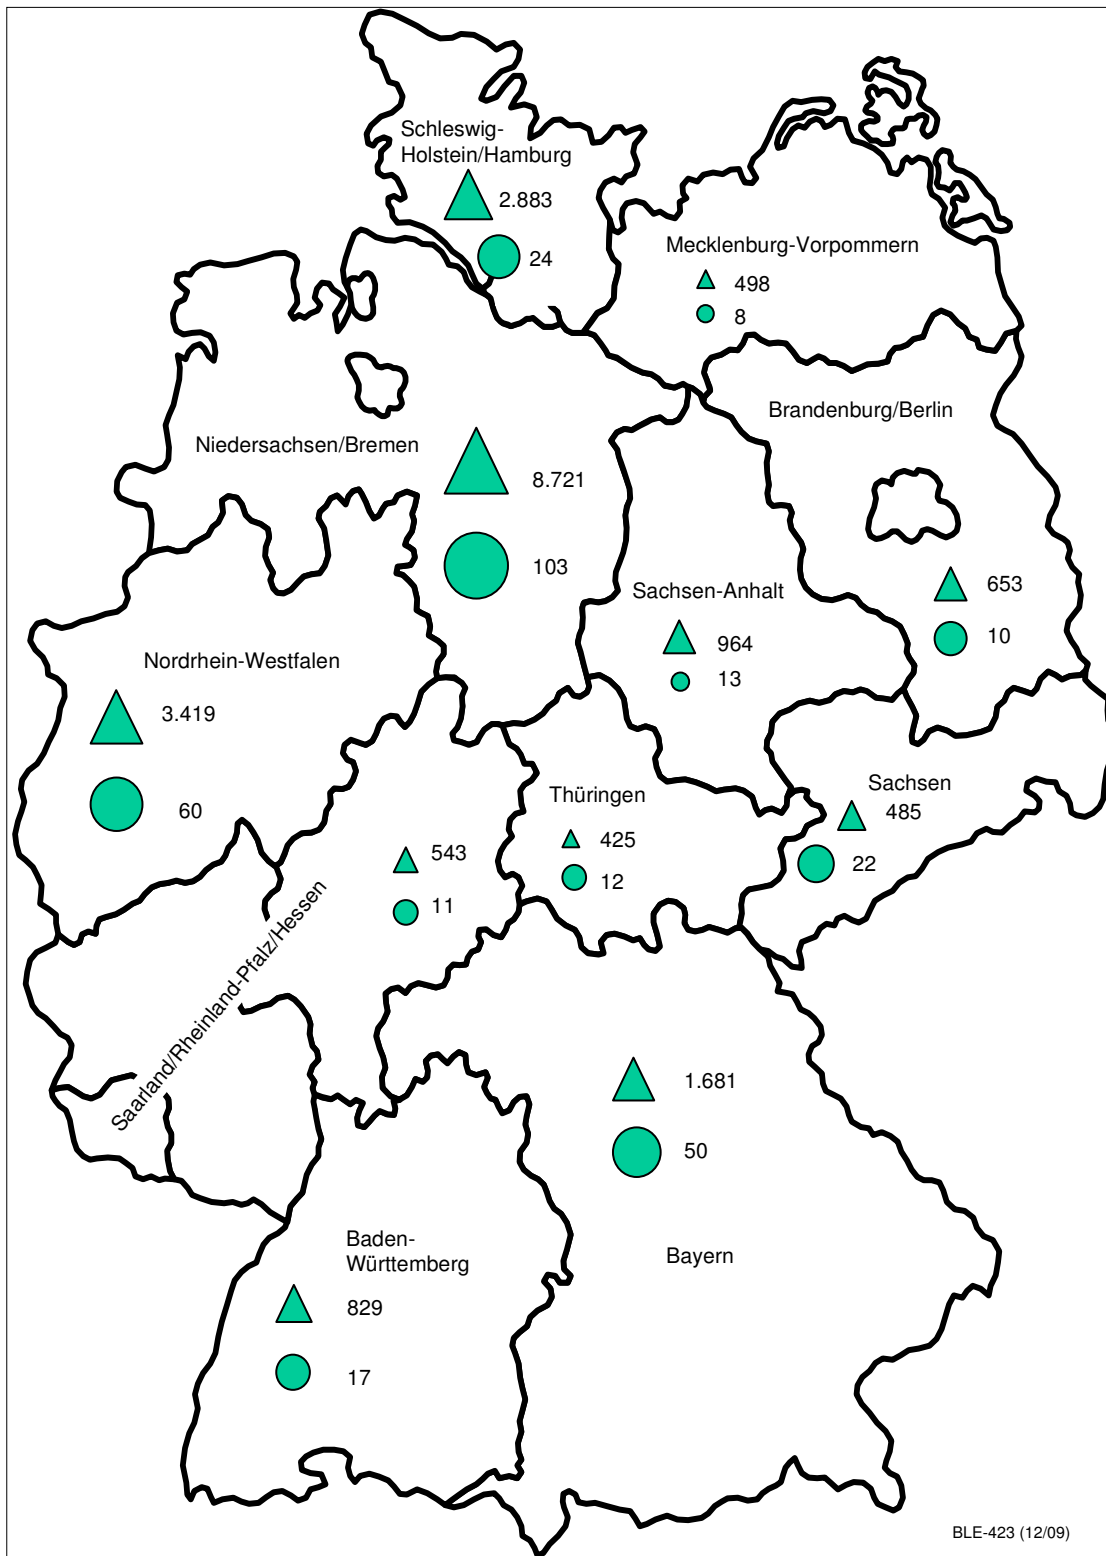 Schleswig-
Holstein/Hamburg
2.883
24
Mecklenburg-Vorpommern
498
8
Brandenburg/Berlin
653
10
Niedersachsen/Bremen
8.721
103
Sachsen-Anhalt
964
13
Nordrhein-Westfalen
3.419
60
Thüringen
425
12
Sachsen
485
22
543
11
Saarland/Rheinland-Pfalz/Hessen
1.681
50
Bayern
Baden-
Württemberg
829
17
BLE-423 (12/09)